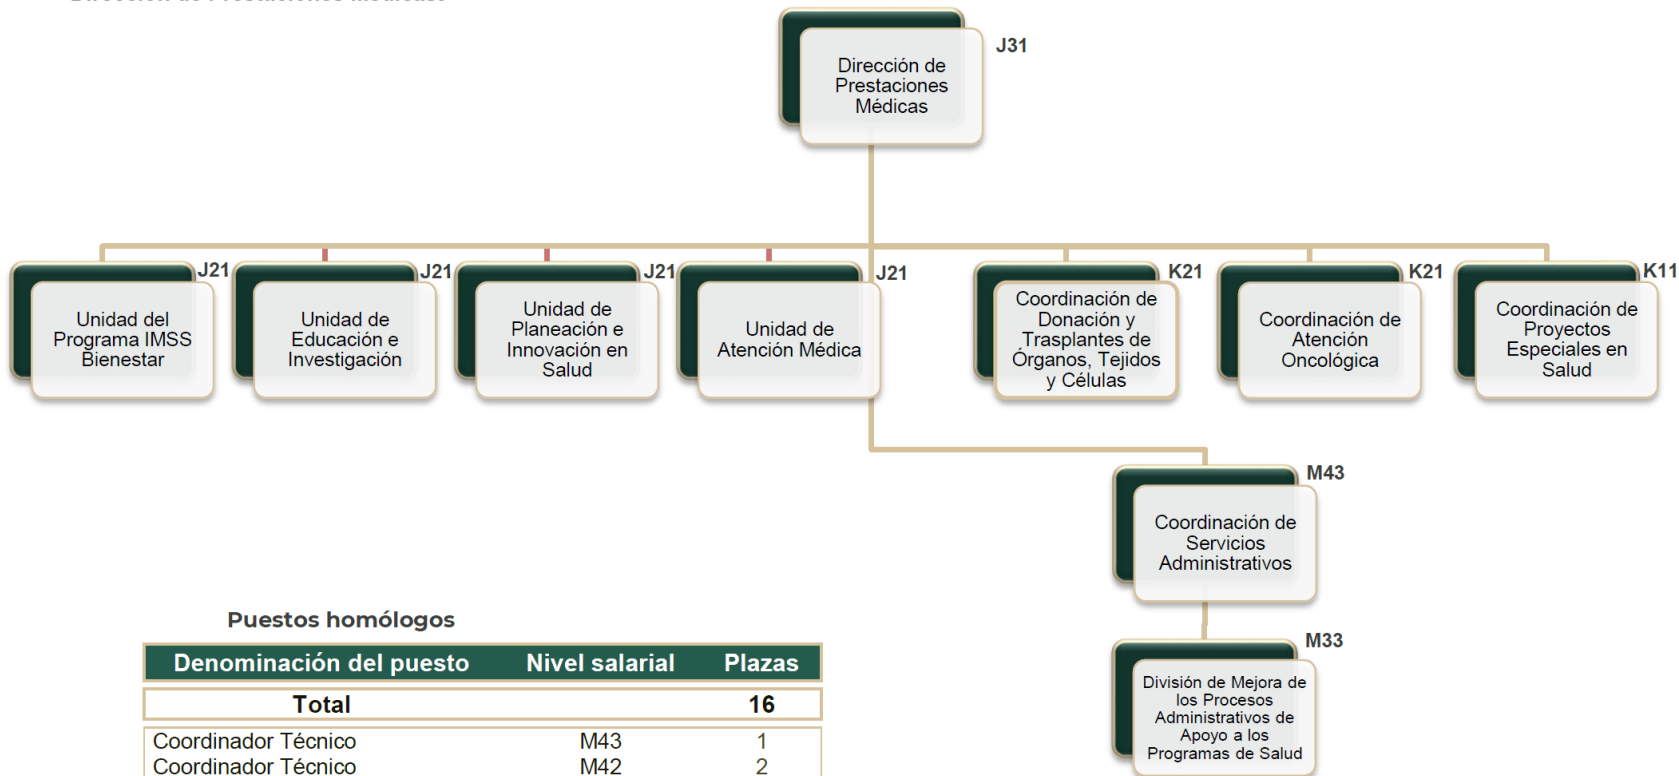 J31
Dirección de
Prestaciones
Médicas
J21
Unidad del
Programa IMSS
Bienestar
J21
Unidad de
Educación e
Investigación
J21
Unidad de
Planeación e
Innovación en
Salud
J21
Unidad de
Atención Médica
K21
Coordinación de
Donación y
Trasplantes de
Órganos, Tejidos
y Células
K21
Coordinación de
Atención
Oncológica
K11
Coordinación de
Proyectos
Especiales en
Salud
M43
Coordinación de
Servicios
Administrativos
M33
División de Mejora de
los Procesos
Administrativos de
Apoyo a los
Programas de Salud
Puestos homólogos
Denominación del puesto Nivel salarial Plazas
Total 16
Coordinador Técnico M43 1
Coordinador Técnico M42 2